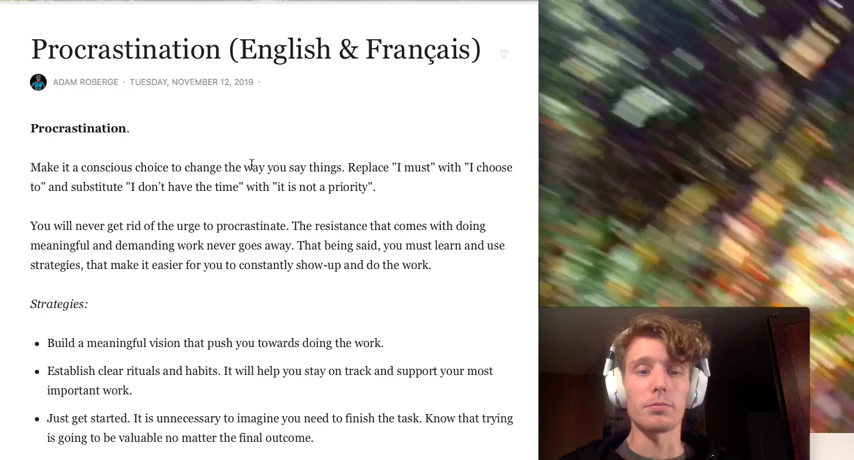 Procrastination (English & Français)
ADAM ROBERGE · TUESDAY, NOVEMBER 12, 2019 ·
Procrastination.
Make it a conscious choice to change the way you say things. Replace "I must" with "I choose
to" and substitute "I don't have the time" with "it is not a priority".
You will never get rid of the urge to procrastinate. The resistance that comes with doing
meaningful and demanding work never goes away. That being said, you must learn and use
strategies, that make it easier for you to constantly show-up and do the work.
Strategies:
• Build a meaningful vision that push you towards doing the work.
• Establish clear rituals and habits. It will help you stay on track and support your most
important work.
• Just get started. It is unnecessary to imagine you need to finish the task. Know that trying
is going to be valuable no matter the final outcome.